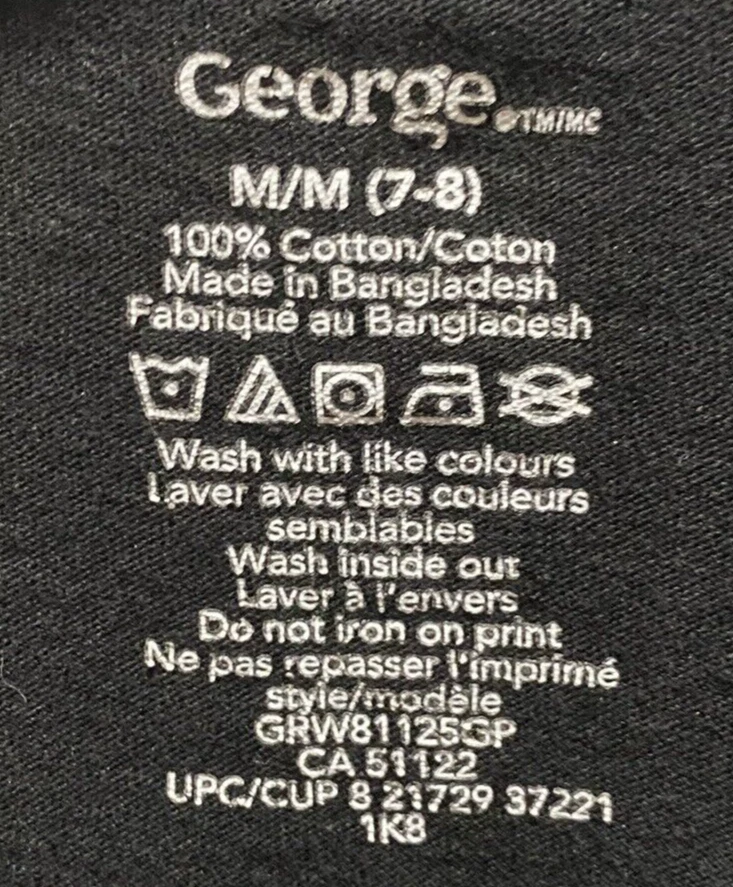 George®TM/MC
M/M (7-8)
100% Cotton/Coton
Made in Bangladesh
Fabriqué au Bangladesh
Wash with like colours
Laver avec des couleurs
semblables
Wash inside out
Laver à l'envers
Do not iron on print
Ne pas repasser l'imprimé
style/modèle
GRW81125GP
CA 51122
UPC/CUP 8 21729 37221
1K8